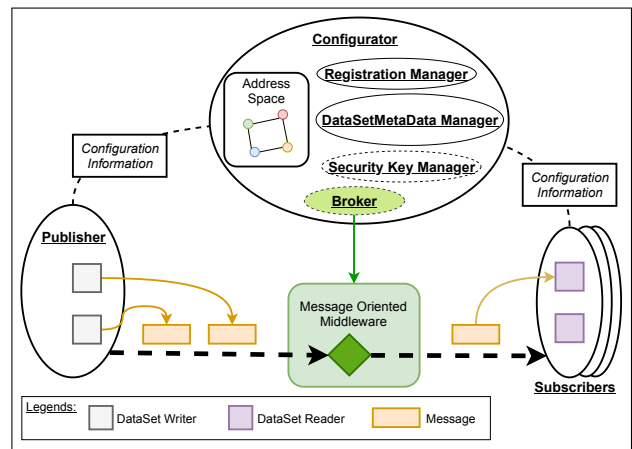 Configurator
Registration Manager
Address
Space
DataSetMetaData Manager
Configuration
Information
Security Key Manager
Configuration
Information
Broker
Publisher
Message Oriented
Middleware
Subscribers
Legends:
DataSet Writer
DataSet Reader
Message